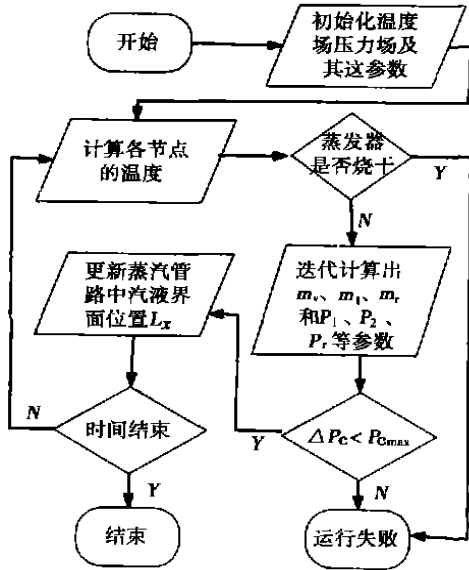 开始
初始化温度
场压力场及
其这参数
计算各节点
的温度
蒸发器
是否烧干
Y
N
更新蒸汽管
路中汽液界
面位置Lx
迭代计算出
mv、m1、mr
和P1、P2、
Pr等参数
N
时间结束
Y
ΔPC<PCmax
Y
N
结束
运行失败